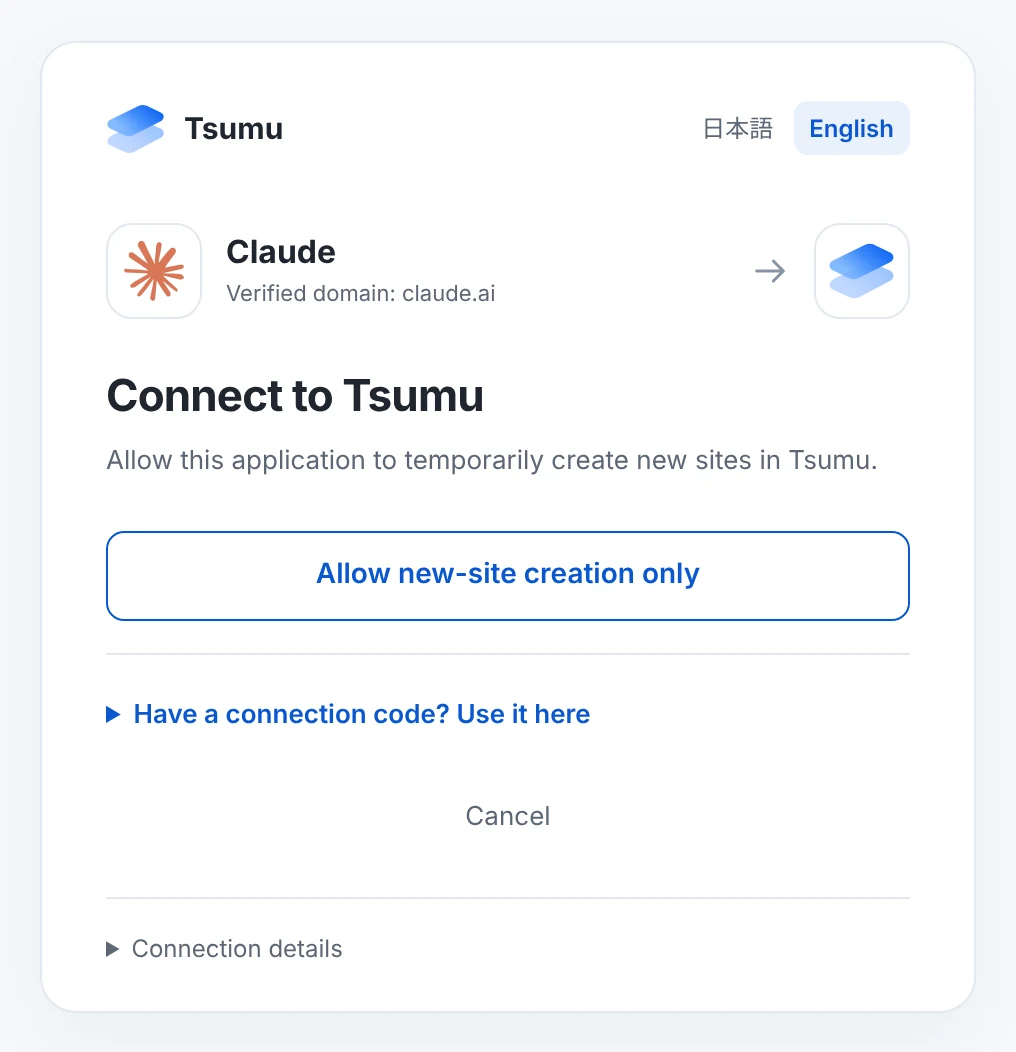 Tsumu
日本語
English
Claude
Verified domain: claude.ai
Connect to Tsumu
Allow this application to temporarily create new sites in Tsumu.
Allow new-site creation only
Have a connection code? Use it here
Cancel
Connection details